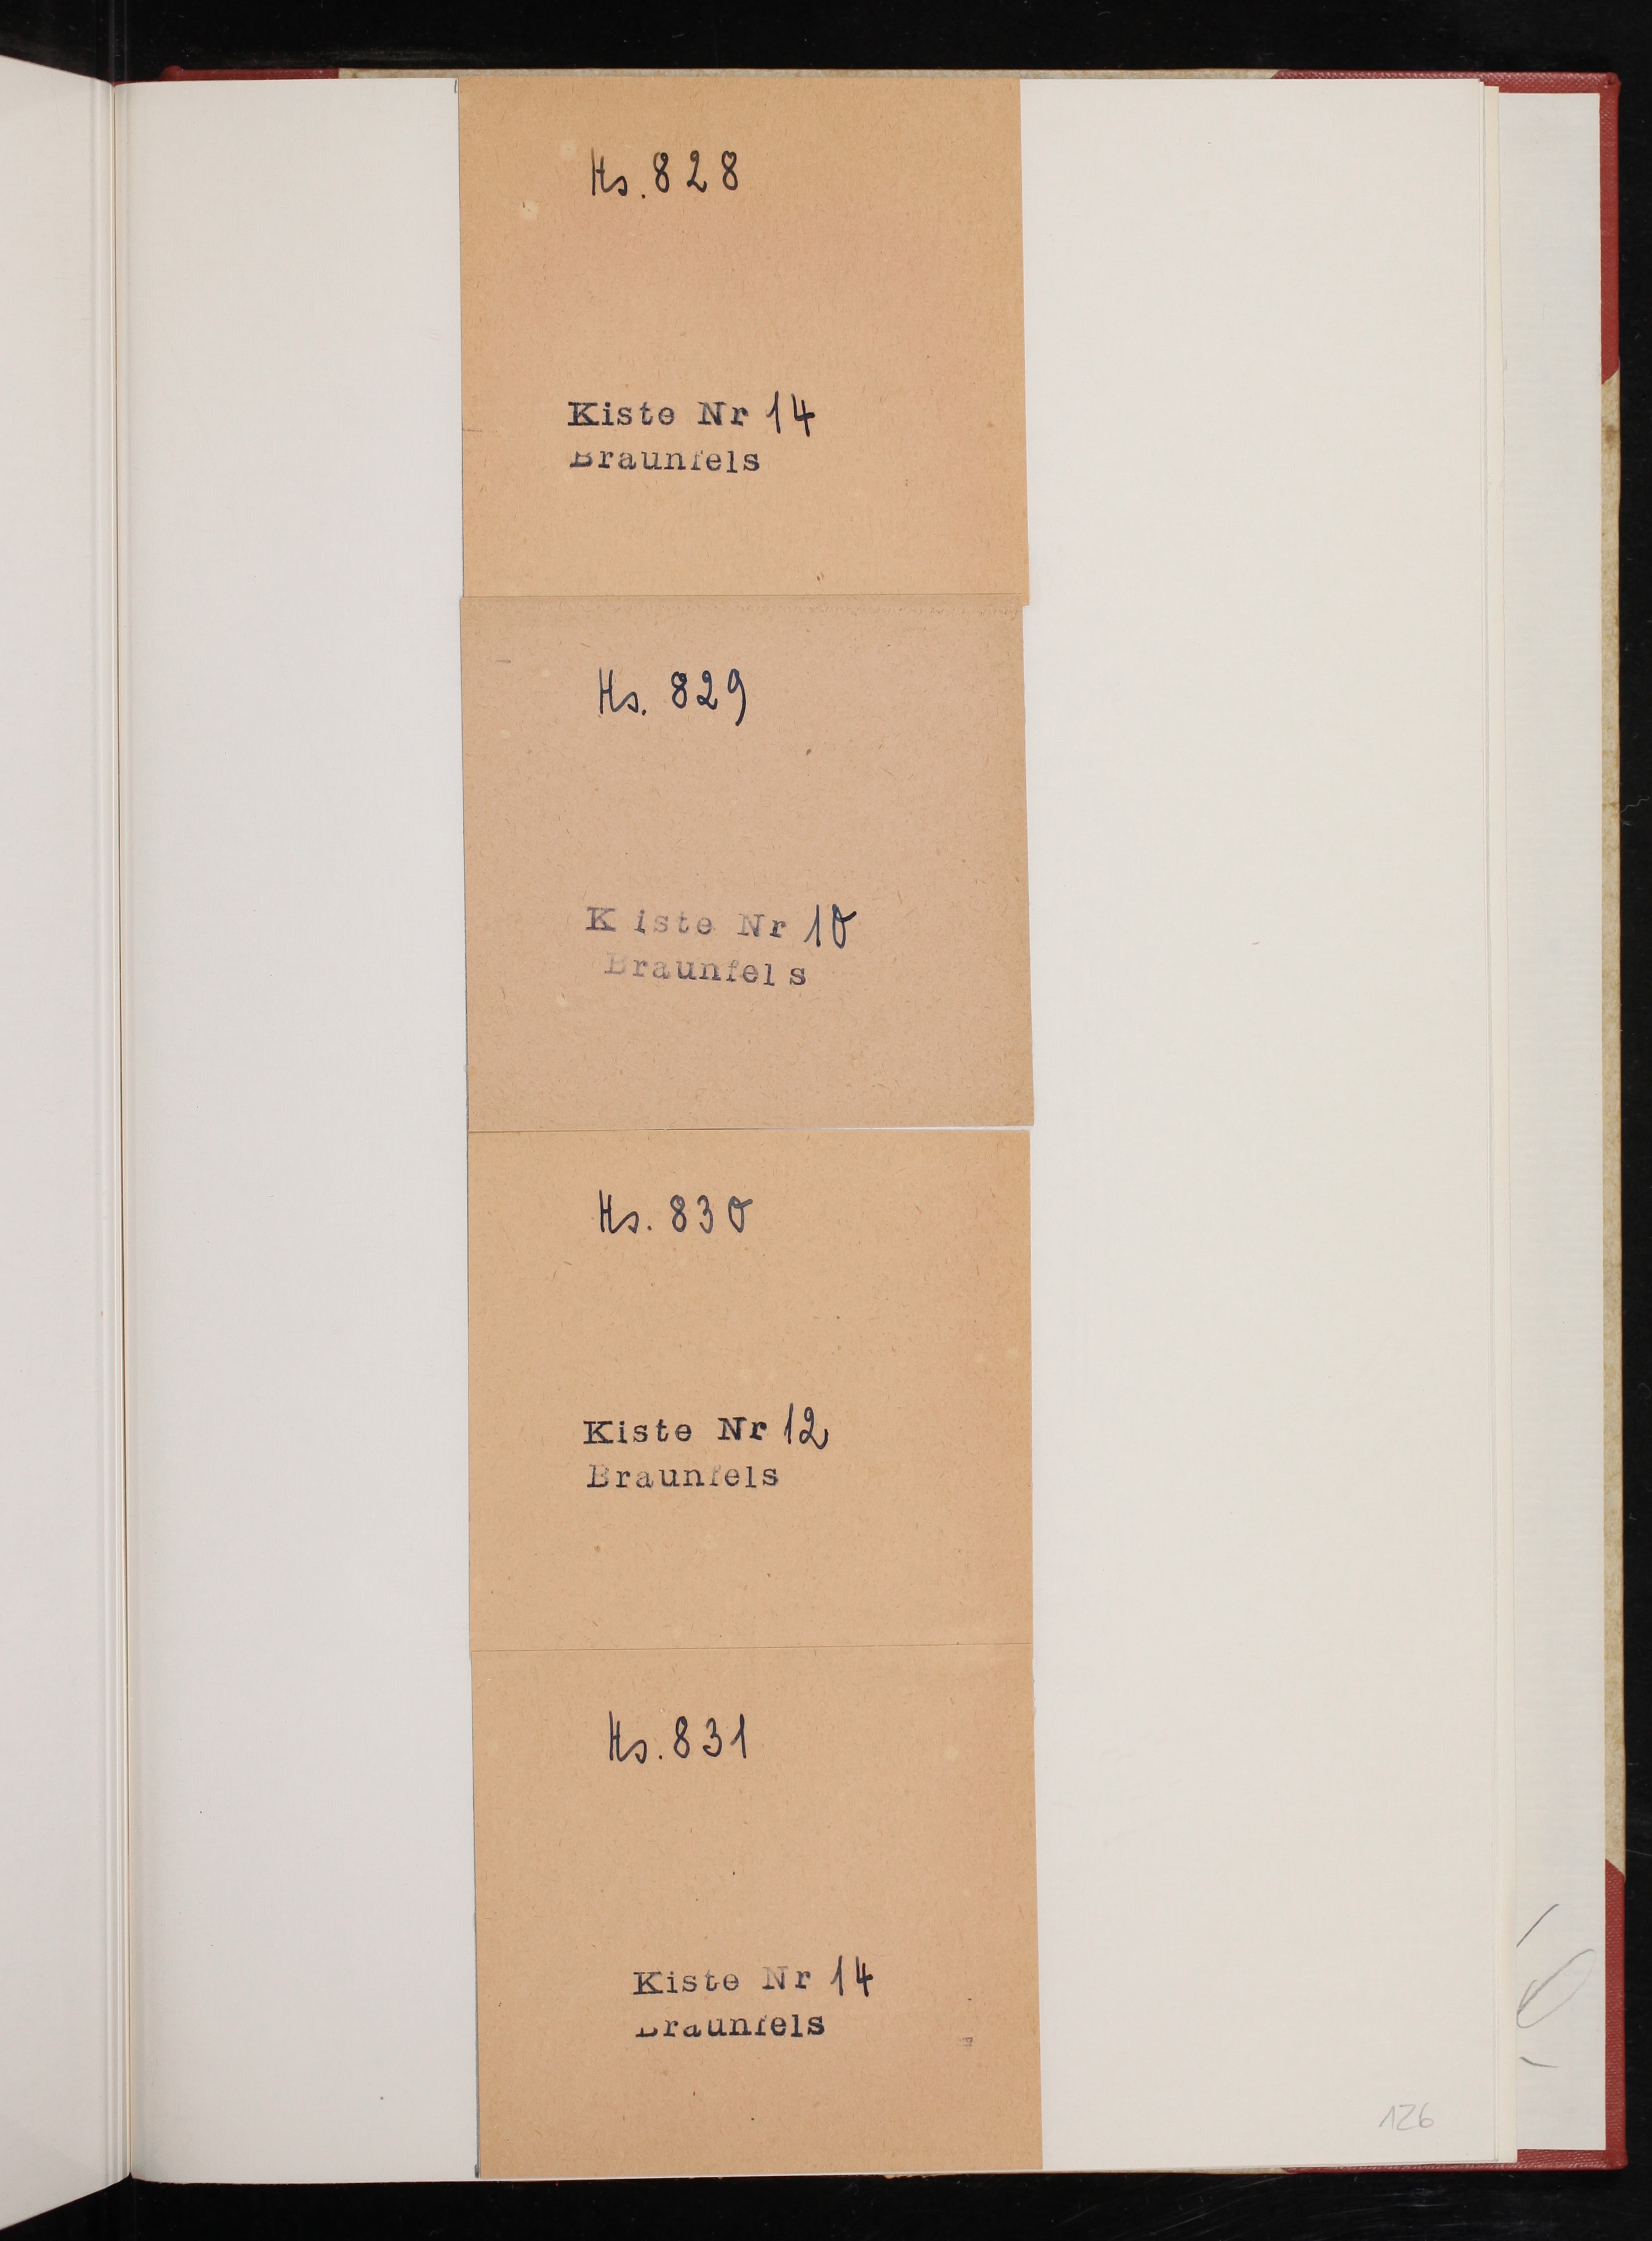 Hs. 828
Kiste Nr 14
Braunfels
Hs. 829
Kiste Nr 10
Braunfels
Hs. 830
Kiste Nr 12
Braunfels
Hs. 831
Kiste Nr 14
Braunfels
126